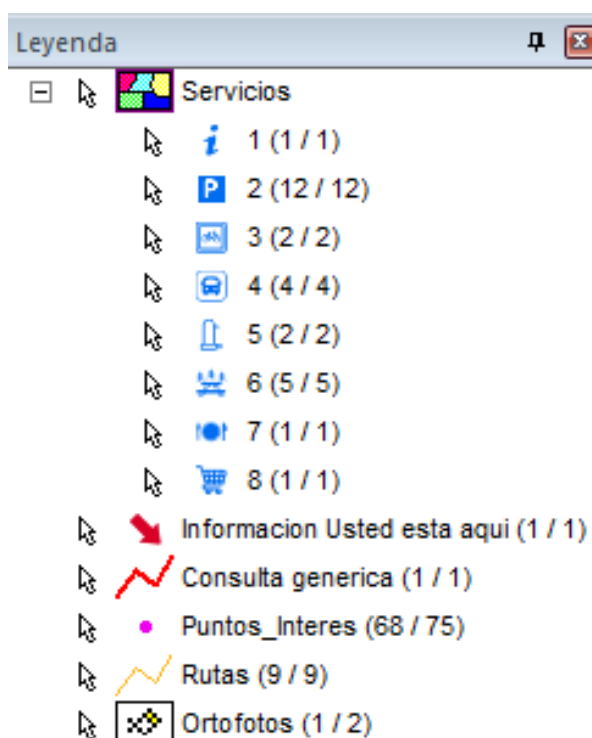 Leyenda
Servicios
1 (1 / 1)
P 2 (12 / 12)
3 (2 / 2)
4 (4 / 4)
5 (2 / 2)
6 (5 / 5)
7 (1 / 1)
8 (1 / 1)
Informacion Usted esta aqui (1 / 1)
Consulta generica (1 / 1)
Puntos_Interes (68 / 75)
Rutas (9 / 9)
Ortofotos (1 / 2)